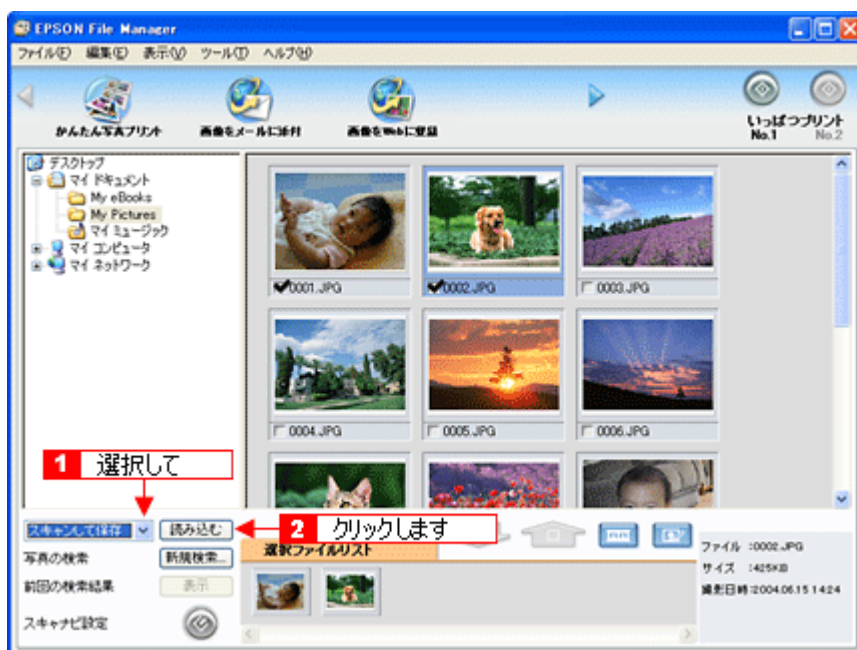 EPSON File Manager
ファイル(F) 編集(E) 表示(V) ツール(T) ヘルプ(H)
かんたん写真プリント 画像をメールに添付 画像をWebに登録 いっぱつプリント
No.1 No.2
デスクトップ
マイ ドキュメント
My eBooks
My Pictures
マイ ミュージック
マイ コンピュータ
マイ ネットワーク
0001.JPG 0002.JPG 0003.JPG
0004.JPG 0005.JPG 0006.JPG
1 選択して
スキャンして保存 読み込む 2 クリックします
写真の検索 新規検索...
前回の検索結果 表示
スキャナビ設定
選択ファイルリスト
ファイル :0002.JPG
サイズ :425KB
撮影日時:2004.06.15 14:24